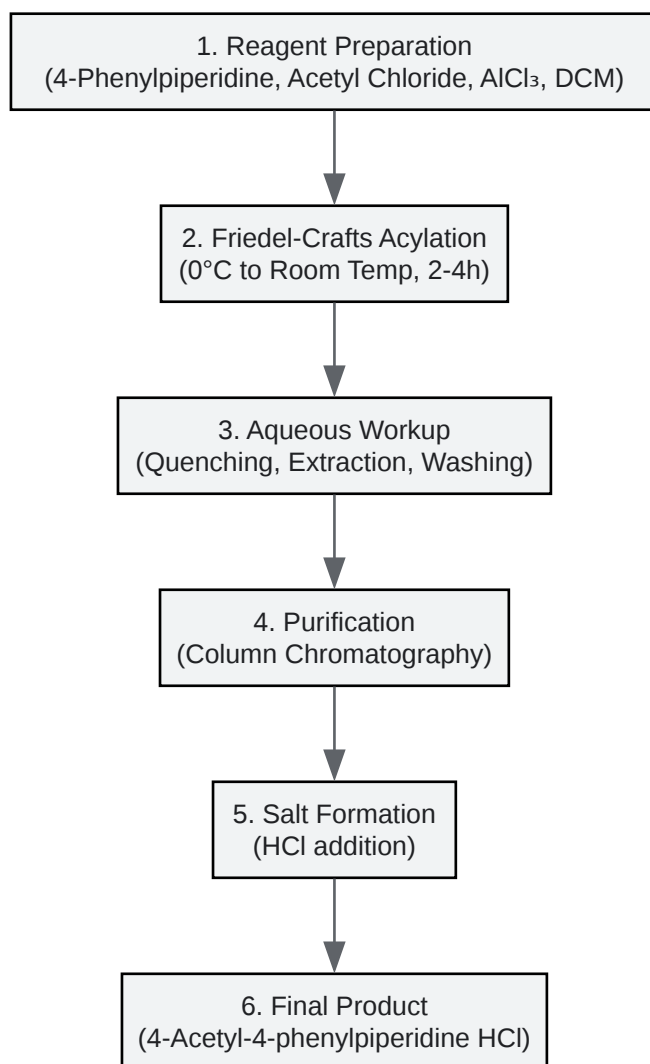 1. Reagent Preparation
(4-Phenylpiperidine, Acetyl Chloride, AlCl₃, DCM)
2. Friedel-Crafts Acylation
(0°C to Room Temp, 2-4h)
3. Aqueous Workup
(Quenching, Extraction, Washing)
4. Purification
(Column Chromatography)
5. Salt Formation
(HCl addition)
6. Final Product
(4-Acetyl-4-phenylpiperidine HCl)